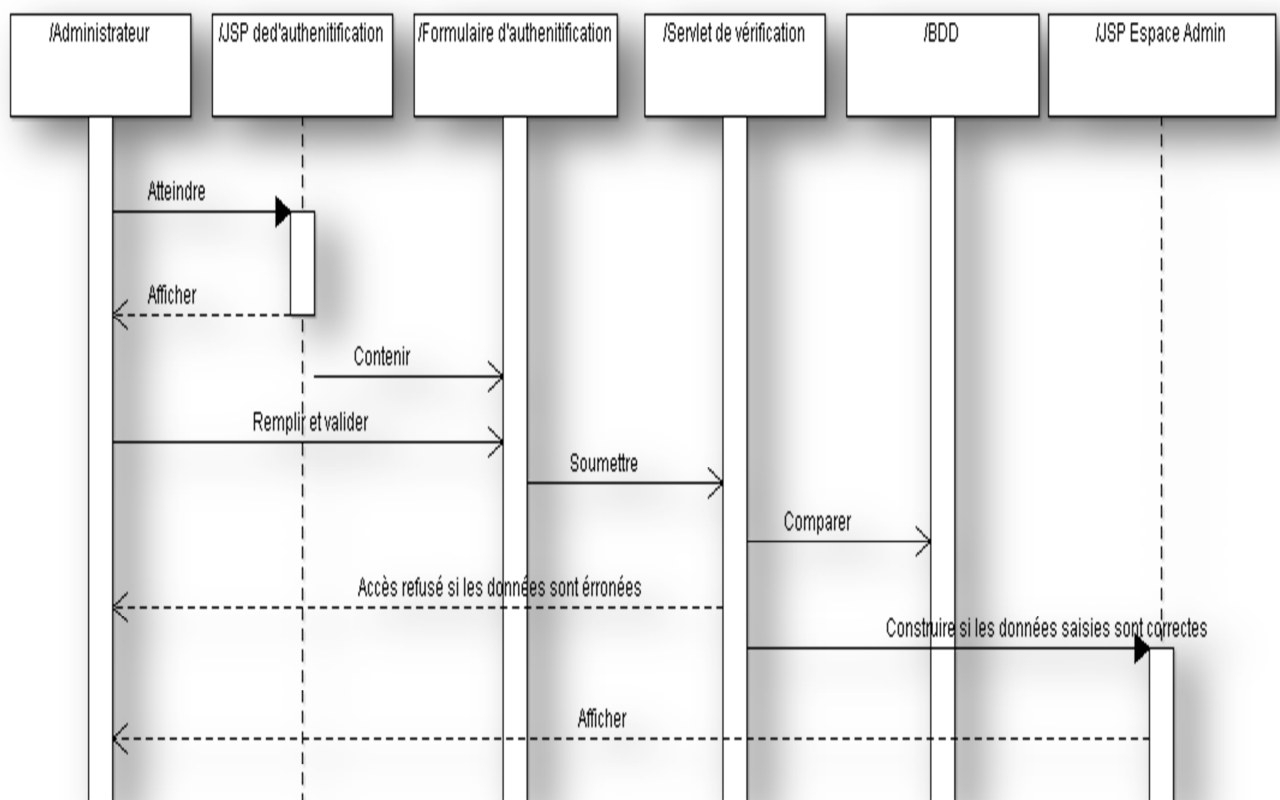 /Administrateur
/JSP ded'authenitification
/Formulaire d'authenitification
/Servlet de vérification
/BDD
/JSP Espace Admin
Atteindre
Afficher
Contenir
Remplir et valider
Soumettre
Comparer
Accès refusé si les données sont érronées
Construire si les données saisies sont correctes
Afficher